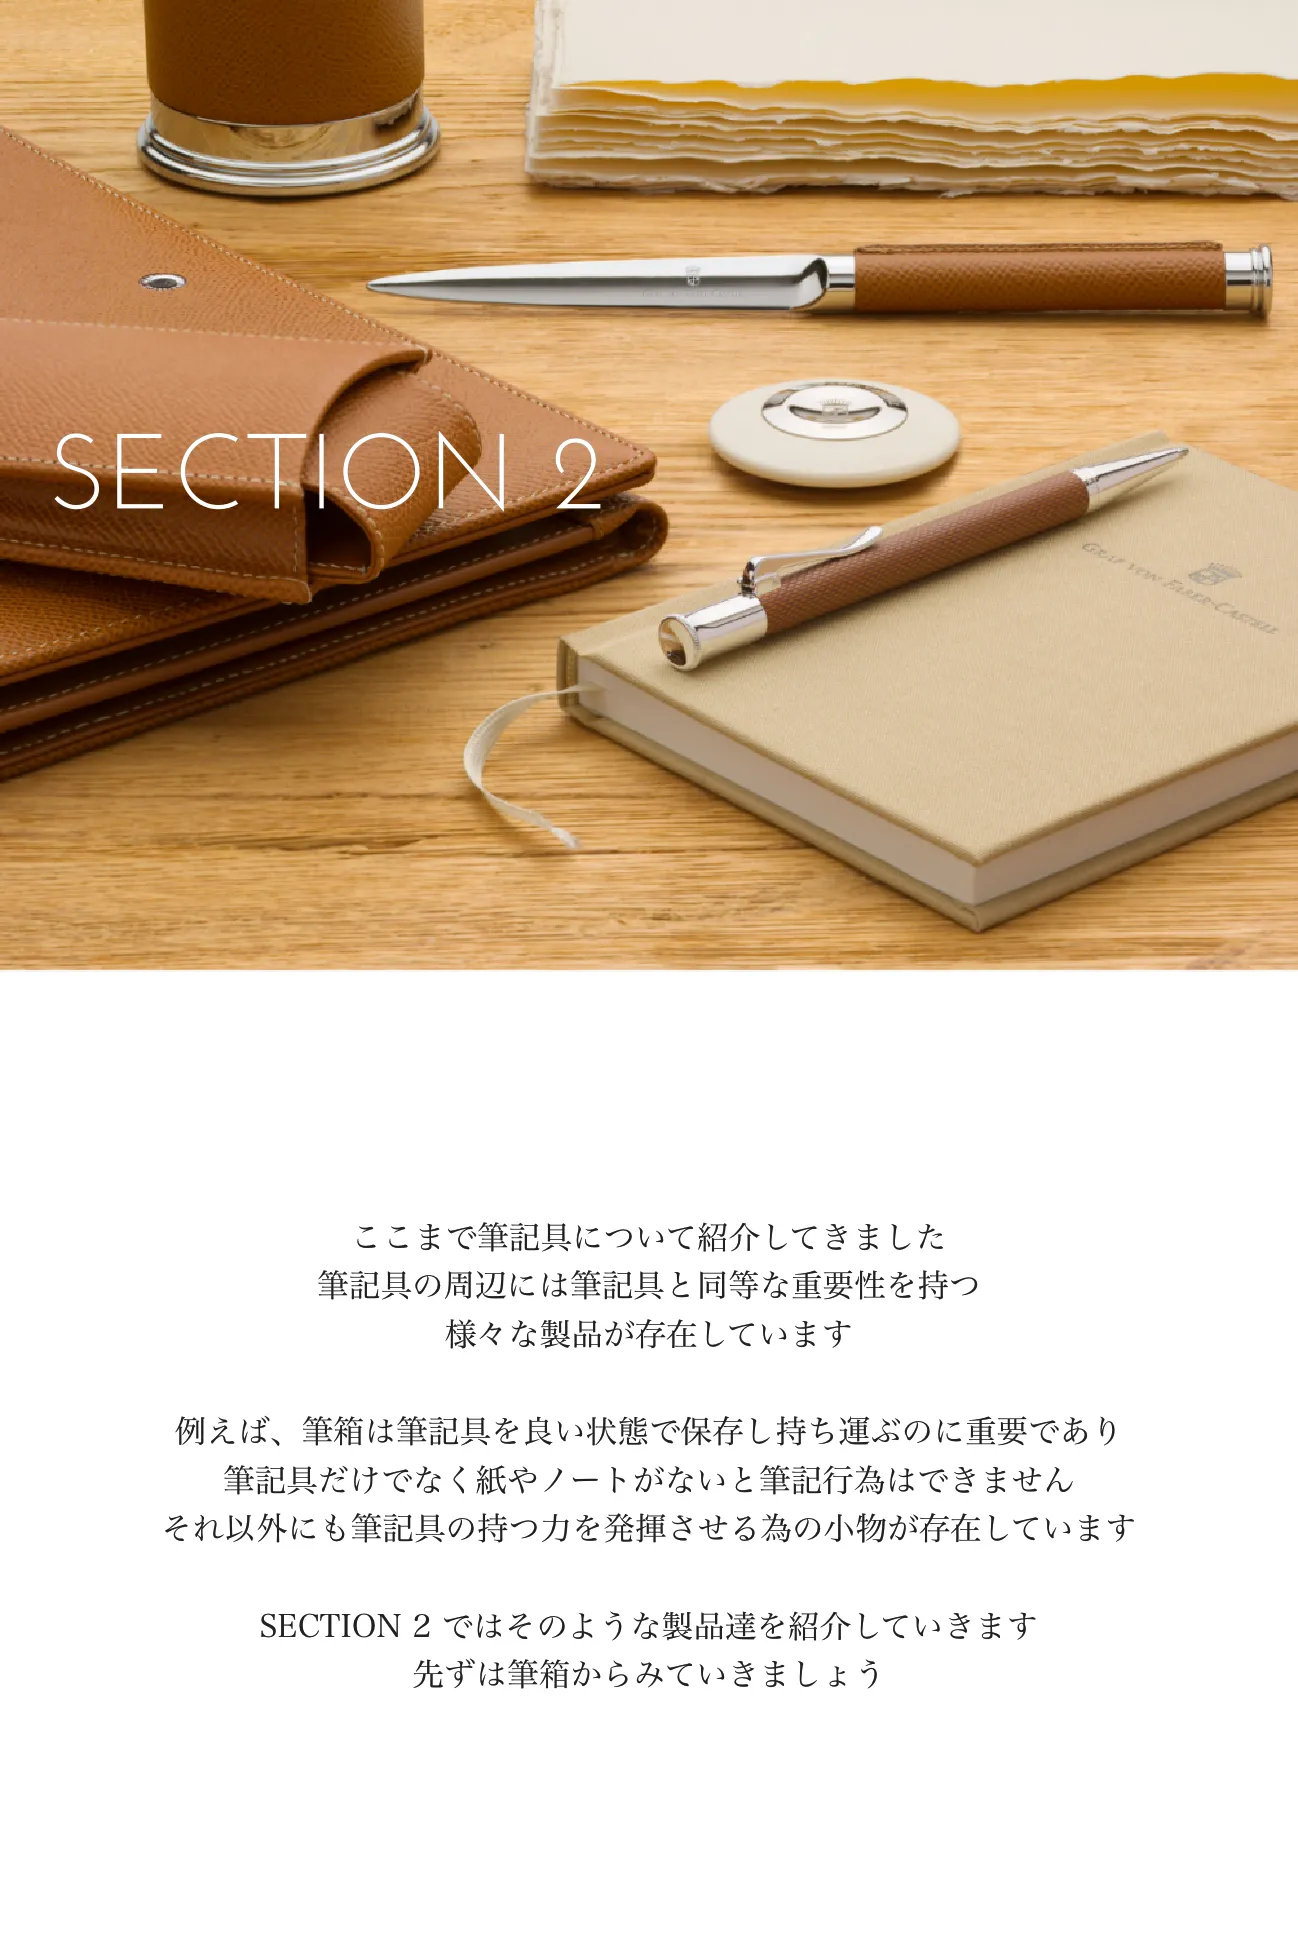 SECTION 2
GRAF VON FABER-CASTELL
ここまで筆記具について紹介してきました
筆記具の周辺には筆記具と同等な重要性を持つ
様々な製品が存在しています
例えば、筆箱は筆記具を良い状態で保存し持ち運ぶのに重要であり
筆記具だけでなく紙やノートがないと筆記行為はできません
それ以外にも筆記具の持つ力を発揮させる為の小物が存在しています
SECTION 2 ではそのような製品達を紹介していきます
先ずは筆箱からみていきましょう